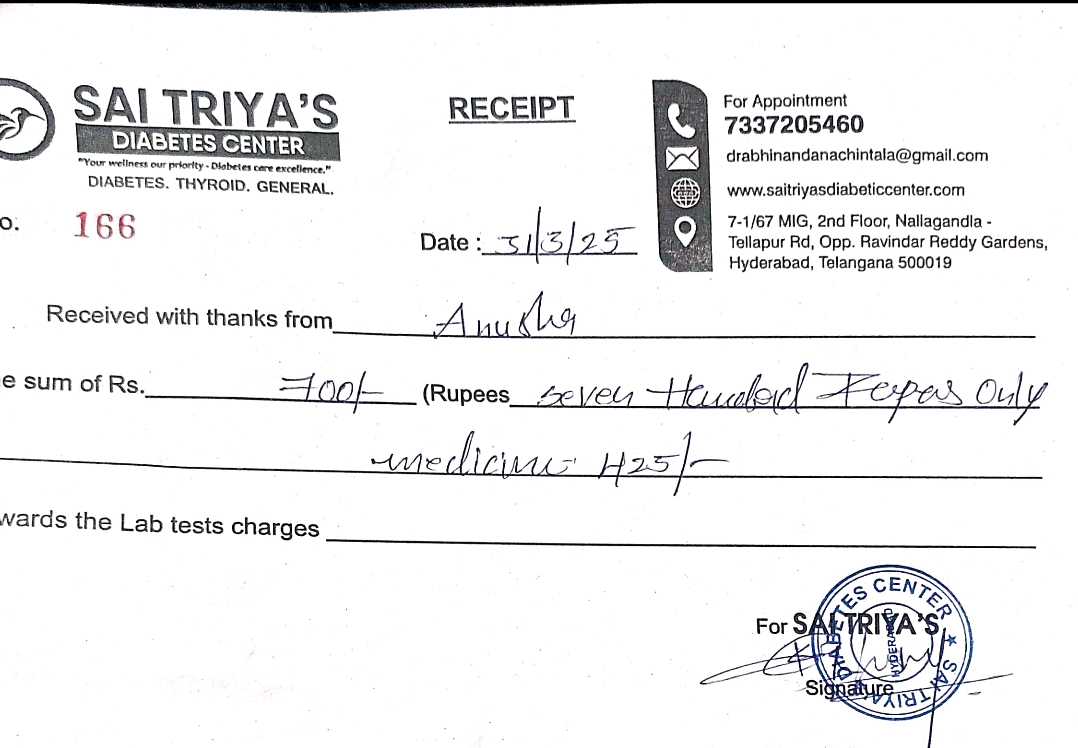 SAI TRIYA'S
DIABETES CENTER
"Your wellness our priority - Diabetes care excellence."
DIABETES. THYROID. GENERAL.
RECEIPT
For Appointment
7337205460
drabhinandanachintala@gmail.com
www.saitriyasdiabeticcenter.com
7-1/67 MIG, 2nd Floor, Nallagandla -
Tellapur Rd, Opp. Ravindar Reddy Gardens,
Hyderabad, Telangana 500019
o. 166
Date : 31/3/25
Received with thanks from Anusha
e sum of Rs. 700/- (Rupees seven Only
medicine 425/-
wards the Lab tests charges
For SAI TRIYA'S
Signature
DIABETES CENTER ★ SAI TRIYA
HYDERABAD